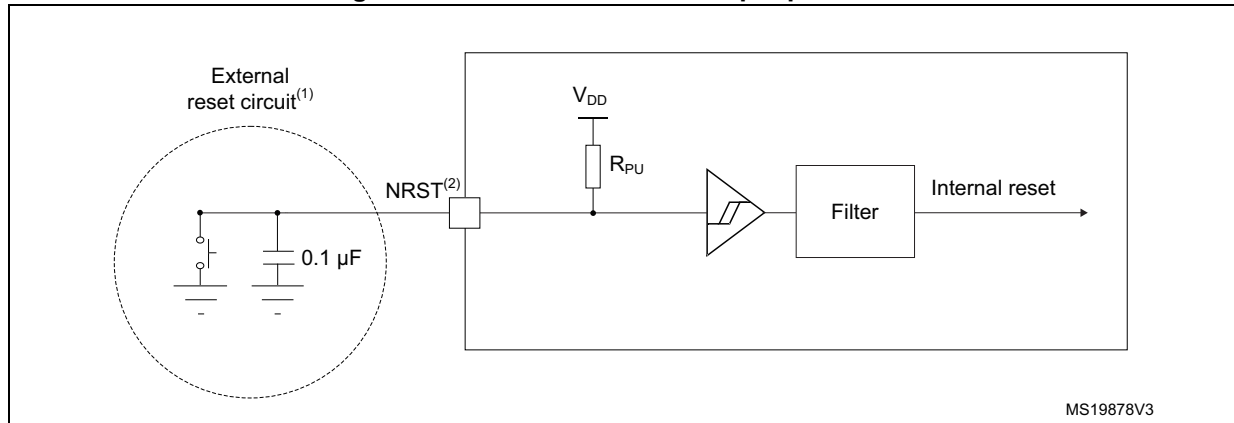 External
reset circuit(1)
VDD
RPU
NRST(2)
Filter
Internal reset
0.1 µF
MS19878V3